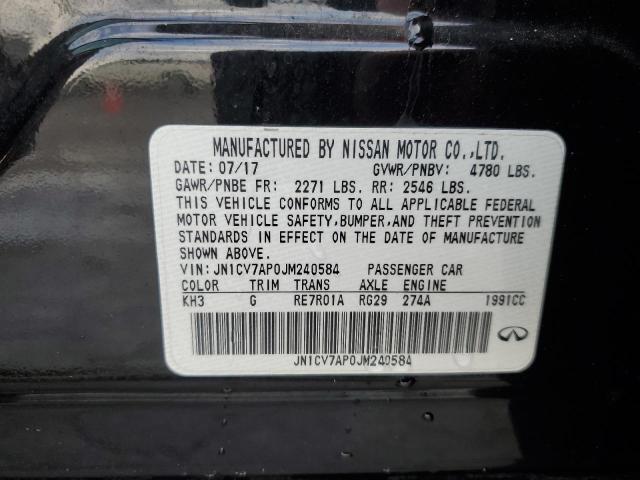 MANUFACTURED BY NISSAN MOTOR CO.,LTD.
DATE: 07/17 GVWR/PNBV: 4780 LBS.
GAWR/PNBE FR: 2271 LBS. RR: 2546 LBS.
THIS VEHICLE CONFORMS TO ALL APPLICABLE FEDERAL
MOTOR VEHICLE SAFETY,BUMPER,AND THEFT PREVENTION
STANDARDS IN EFFECT ON THE DATE OF MANUFACTURE
SHOWN ABOVE.
VIN: JN1CV7AP0JM240584 PASSENGER CAR
COLOR TRIM TRANS AXLE ENGINE
KH3 G RE7R01A RG29 274A 1991CC
JN1CV7AP0JM240584